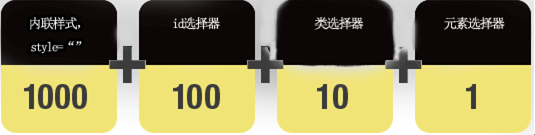 内联样式,
style=“”
id选择器
类选择器
元素选择器
+
+
+
1000
100
10
1